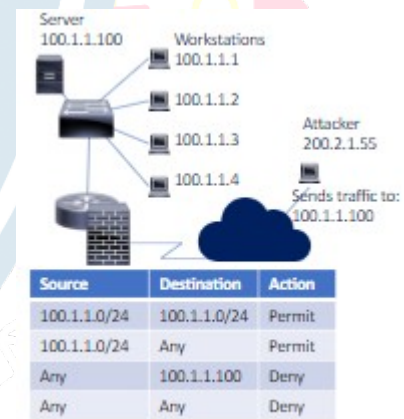 Server
100.1.1.100
Workstations
100.1.1.1
100.1.1.2
100.1.1.3
100.1.1.4
Attacker
200.2.1.55
Sends traffic to:
100.1.1.100
Source Destination Action
100.1.1.0/24 100.1.1.0/24 Permit
100.1.1.0/24 Any Permit
Any 100.1.1.100 Deny
Any Any Deny